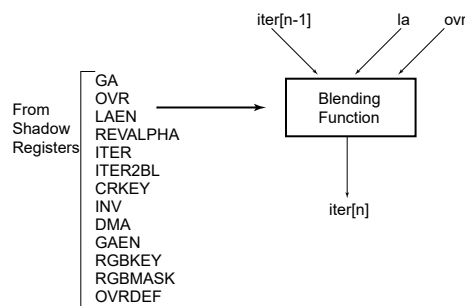 iter[n-1]
la
ovr
GA
OVR
LAEN
REVALPHA
ITER
ITER2BL
CRKEY
INV
DMA
GAEN
RGBKEY
RGBMASK
OVRDEF
From
Shadow
Registers
Blending
Function
iter[n]